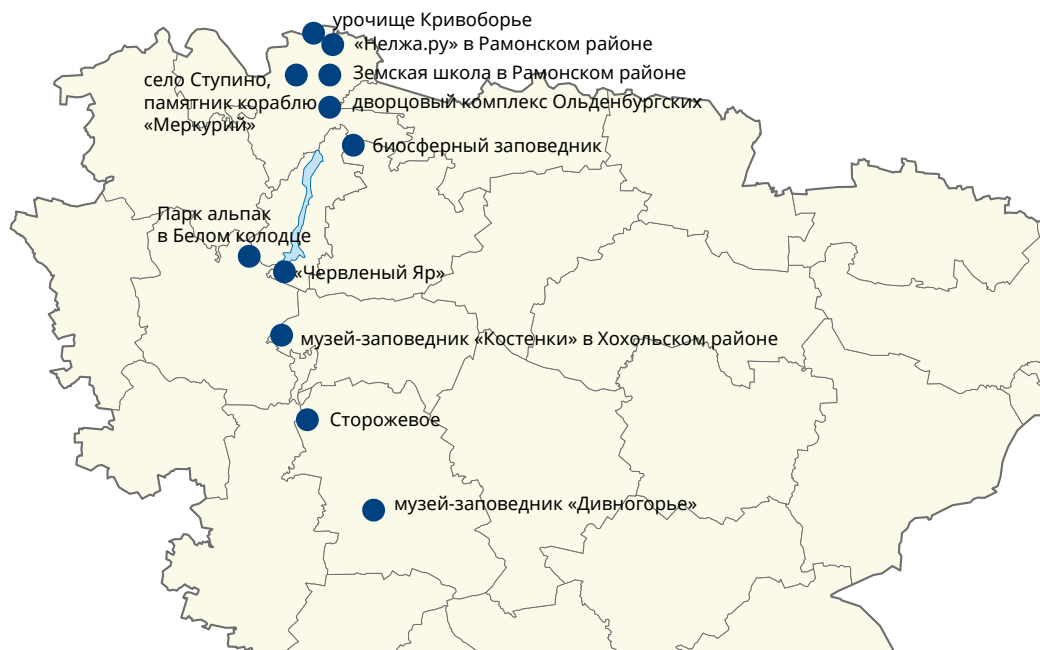 урочище Кривоборье
«Нелжа.ру» в Рамонском районе
Земская школа в Рамонском районе
село Ступино,
памятник кораблю
«Меркурий»
дворцовый комплекс Ольденбургских
биосферный заповедник
Парк альпак
в Белом колодце
«Червленый Яр»
музей-заповедник «Костенки» в Хохольском районе
Сторожевое
музей-заповедник «Дивногорье»